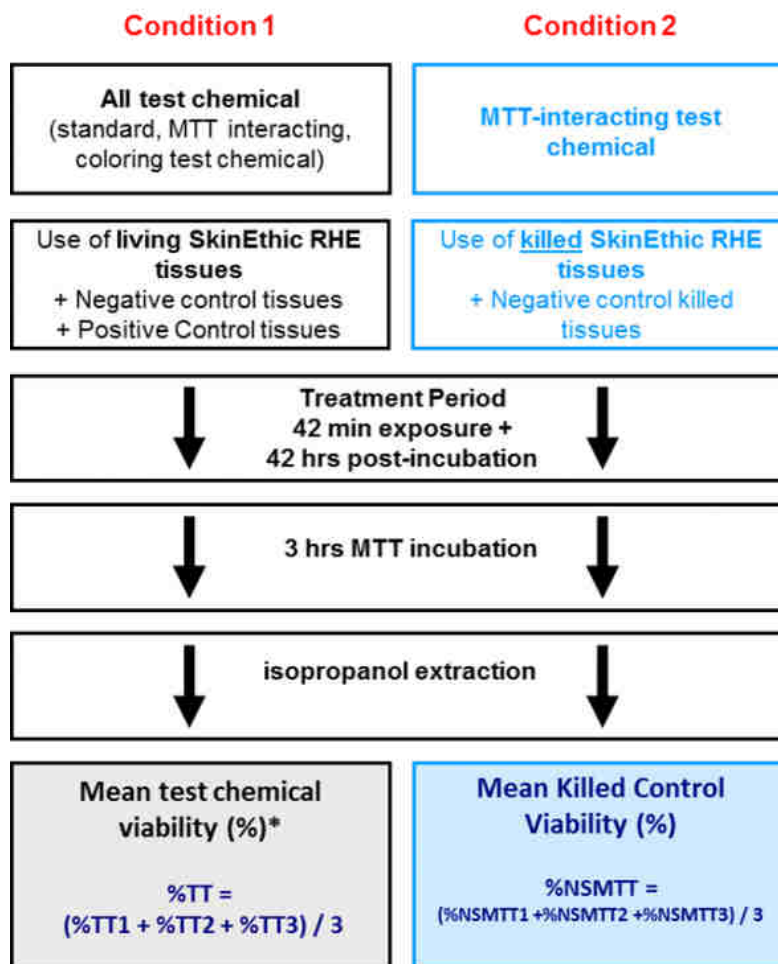 Condition 1
Condition 2
All test chemical
(standard, MTT interacting,
coloring test chemical)
MTT-interacting test
chemical
Use of living SkinEthic RHE
tissues
+ Negative control tissues
+ Positive Control tissues
Use of killed SkinEthic RHE
tissues
+ Negative control killed
tissues
Treatment Period
42 min exposure +
42 hrs post-incubation
3 hrs MTT incubation
isopropanol extraction
Mean test chemical
viability (%)*
%TT =
(%TT1 + %TT2 + %TT3) / 3
Mean Killed Control
Viability (%)
%NSMTT =
(%NSMTT1 +%NSMTT2 +%NSMTT3) / 3